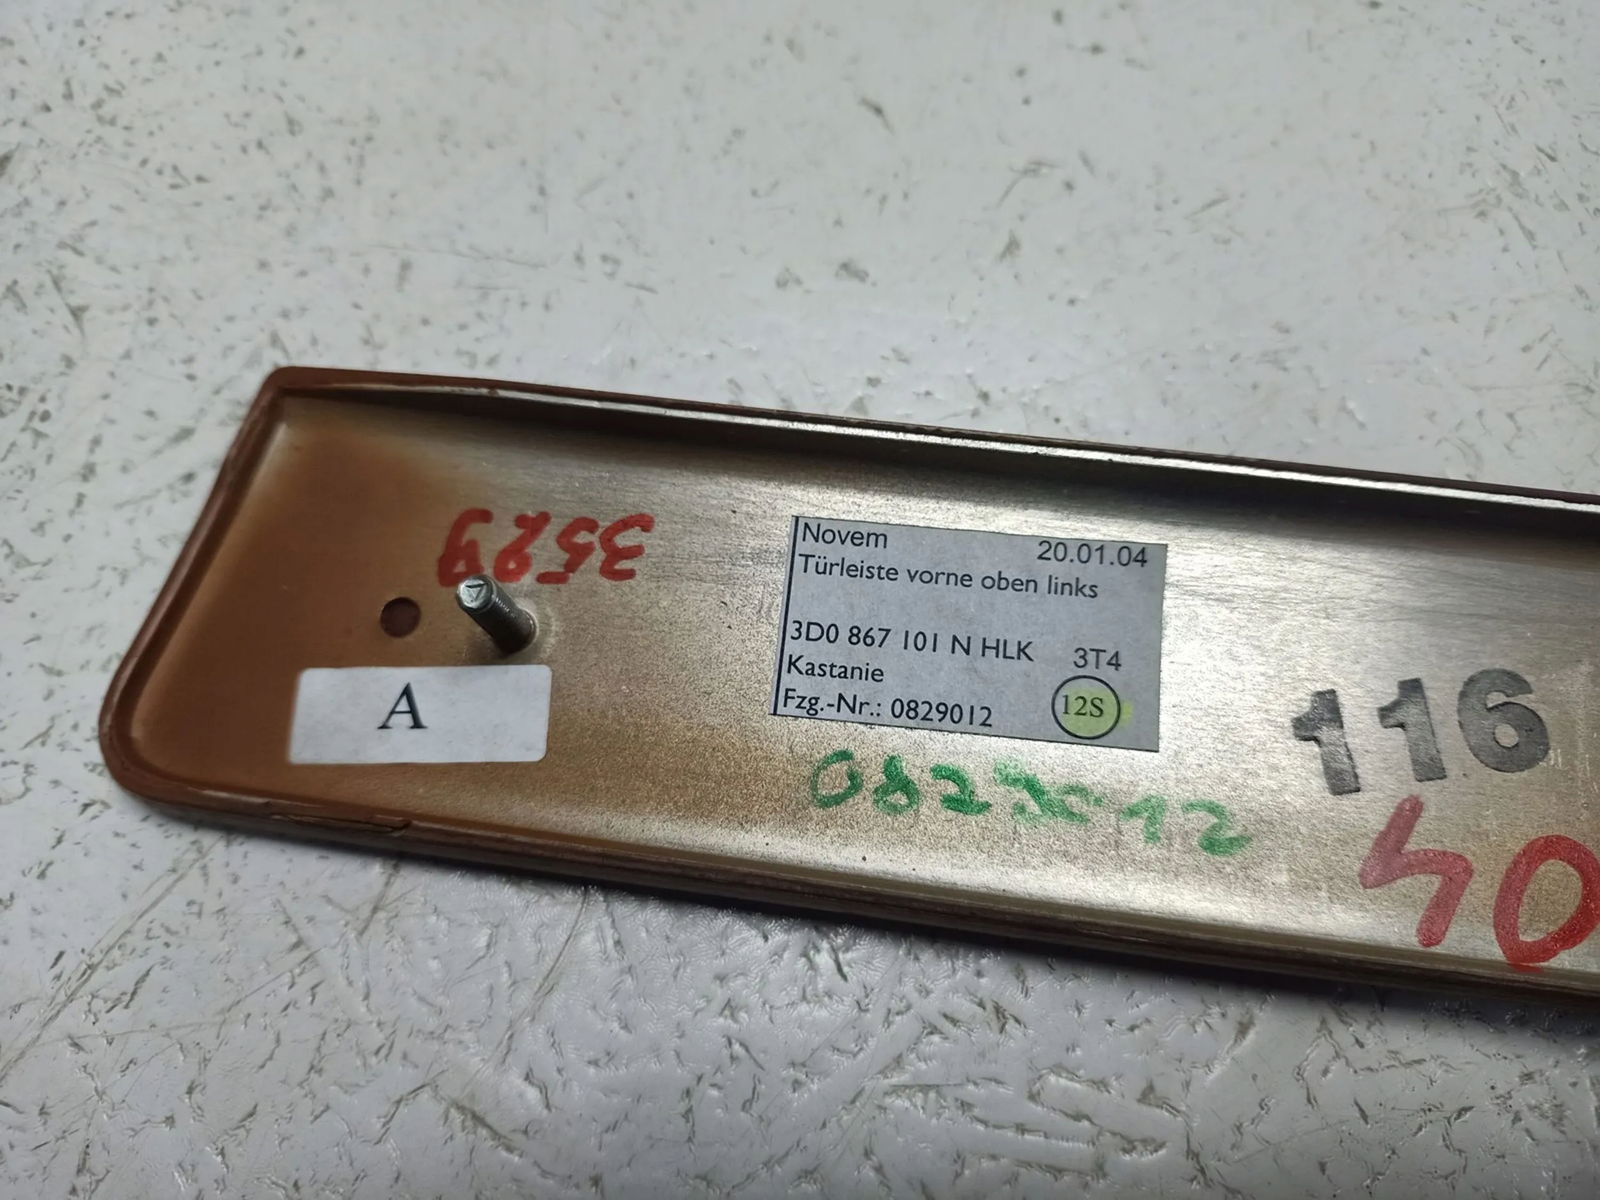 3529
A
Novem 20.01.04
Türleiste vorne oben links
3D0 867 101 N HLK 3T4
Kastanie
Fzg.-Nr.: 0829012 12S
0829012
116
40